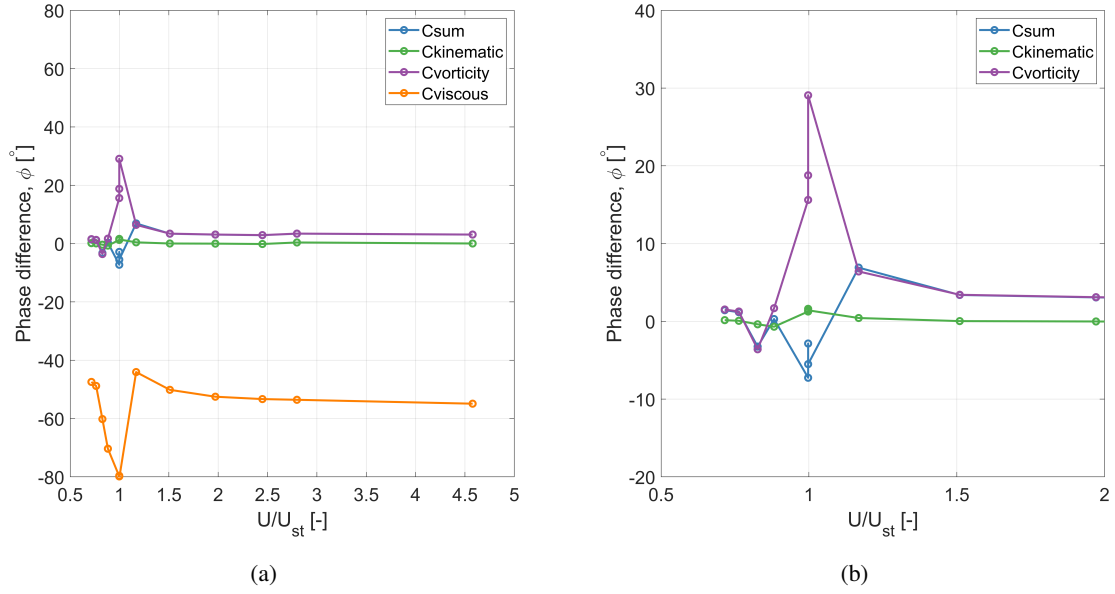 80
60
40
20
0
-20
-40
-60
-80
Phase difference, ϕ [°]
0.5 1 1.5 2 2.5 3 3.5 4 4.5 5
U/U_st [-]
Csum
Ckinematic
Cvorticity
Cviscous
(a)
40
30
20
10
0
-10
-20
Phase difference, ϕ [°]
0.5 1 1.5 2
U/U_st [-]
Csum
Ckinematic
Cvorticity
(b)